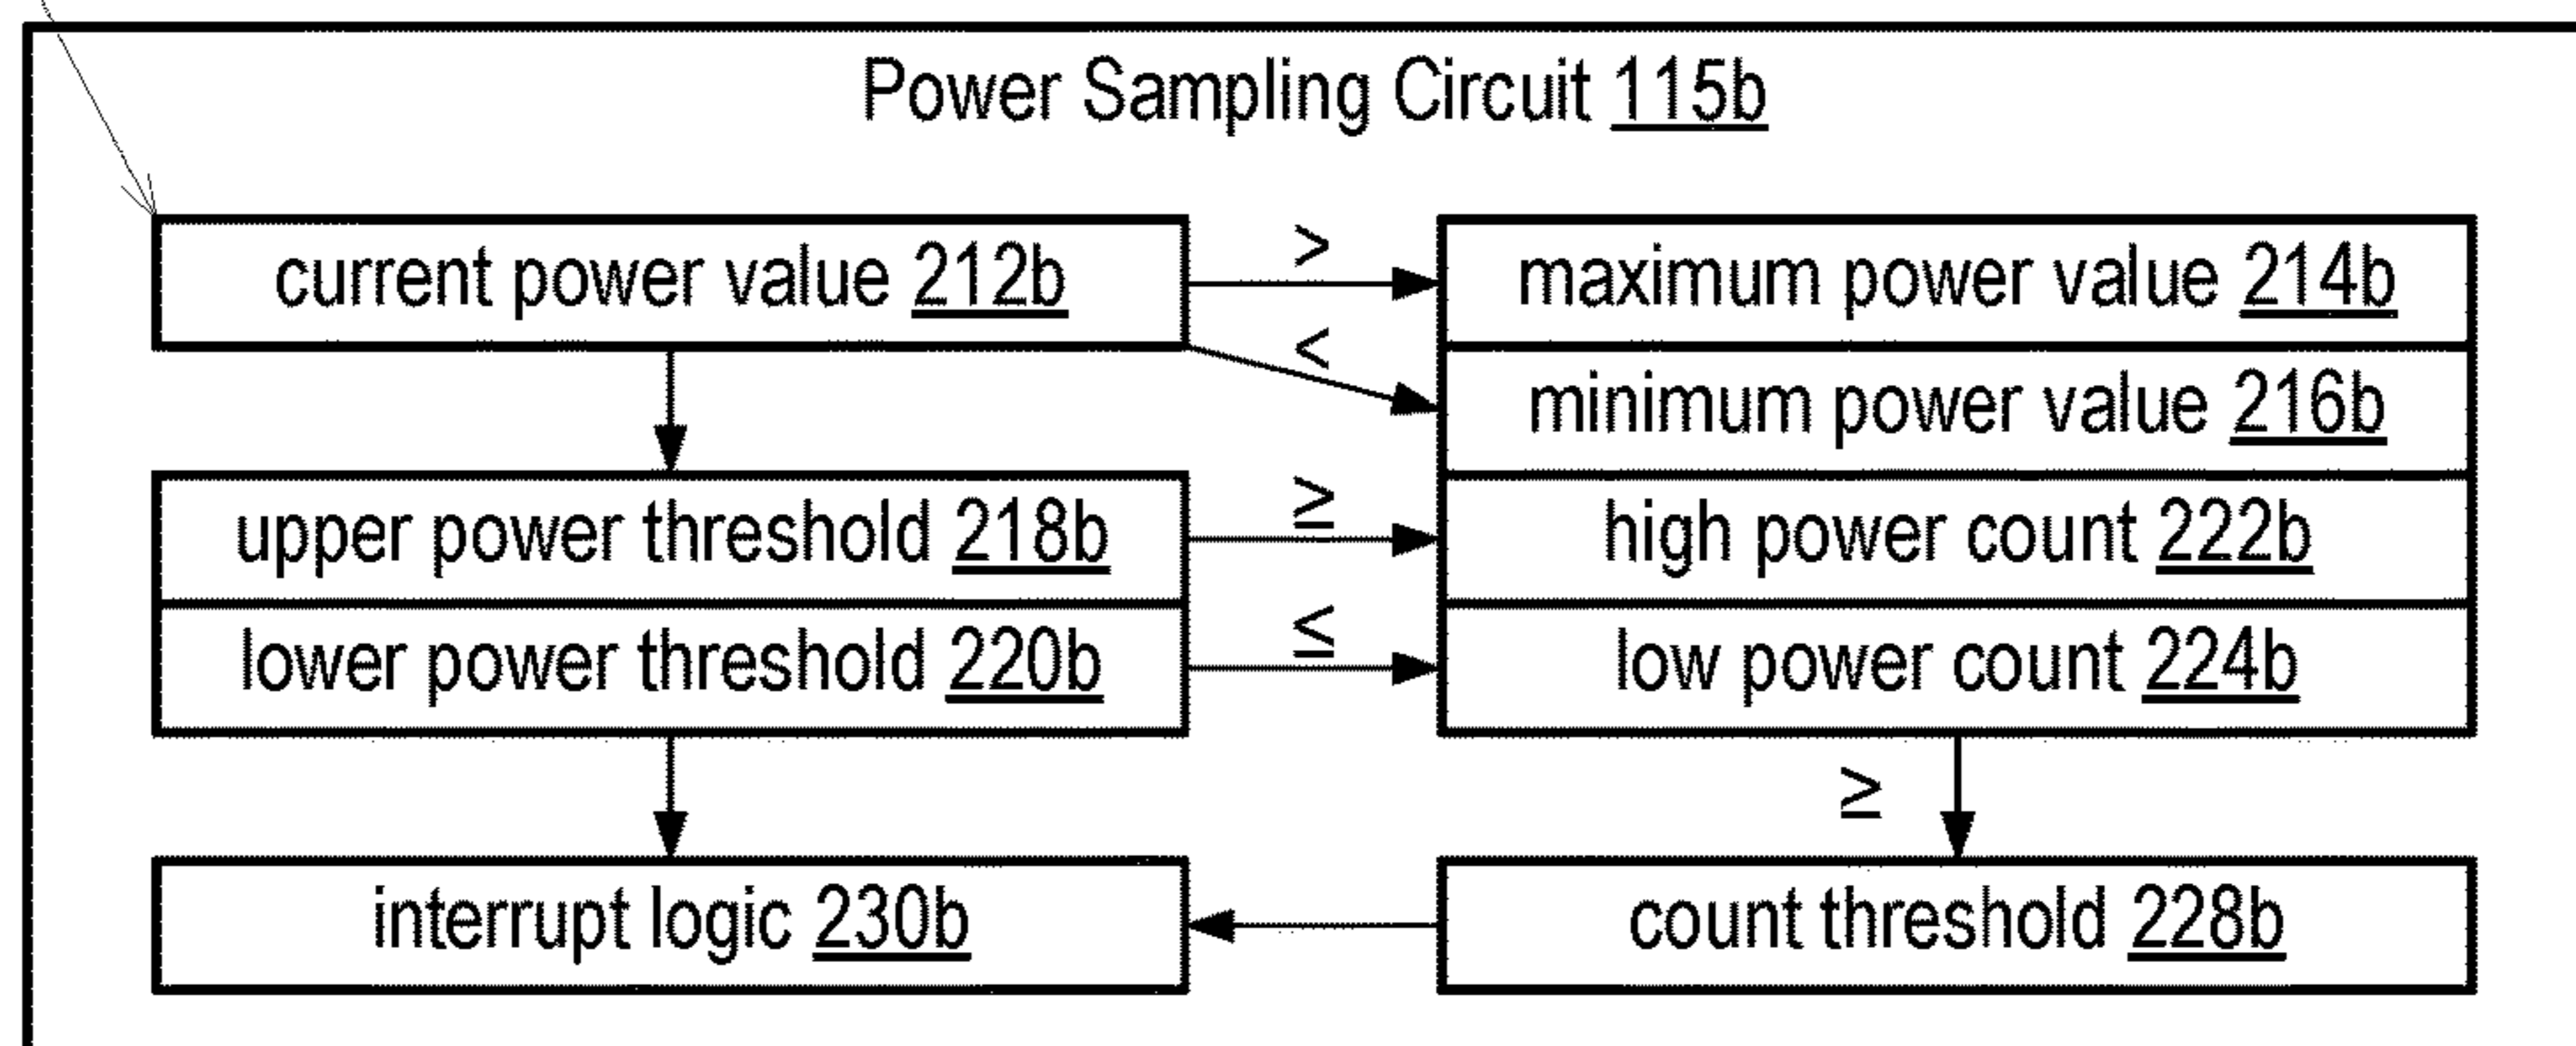 Power Sampling Circuit 115b
current power value 212b
>
maximum power value 214b
<
minimum power value 216b
upper power threshold 218b
≥
high power count 222b
lower power threshold 220b
≤
low power count 224b
≥
interrupt logic 230b
count threshold 228b